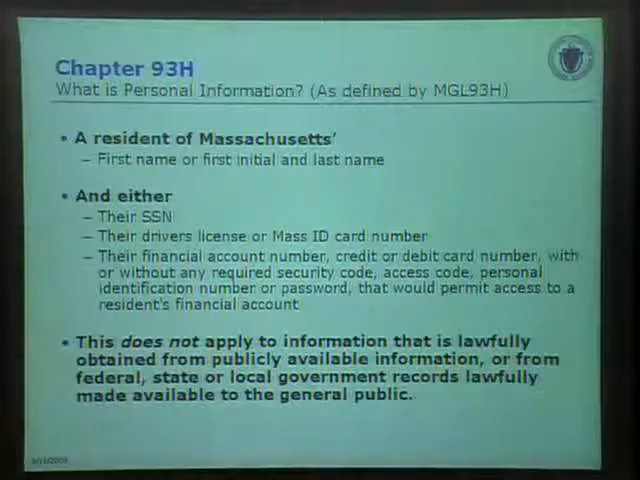 Chapter 93H
What is Personal Information? (As defined by MGL93H)
• A resident of Massachusetts'
– First name or first initial and last name
• And either
– Their SSN
– Their drivers license or Mass ID card number
– Their financial account number, credit or debit card number, with
or without any required security code, access code, personal
identification number or password, that would permit access to a
resident's financial account
• This does not apply to information that is lawfully
obtained from publicly available information, or from
federal, state or local government records lawfully
made available to the general public.